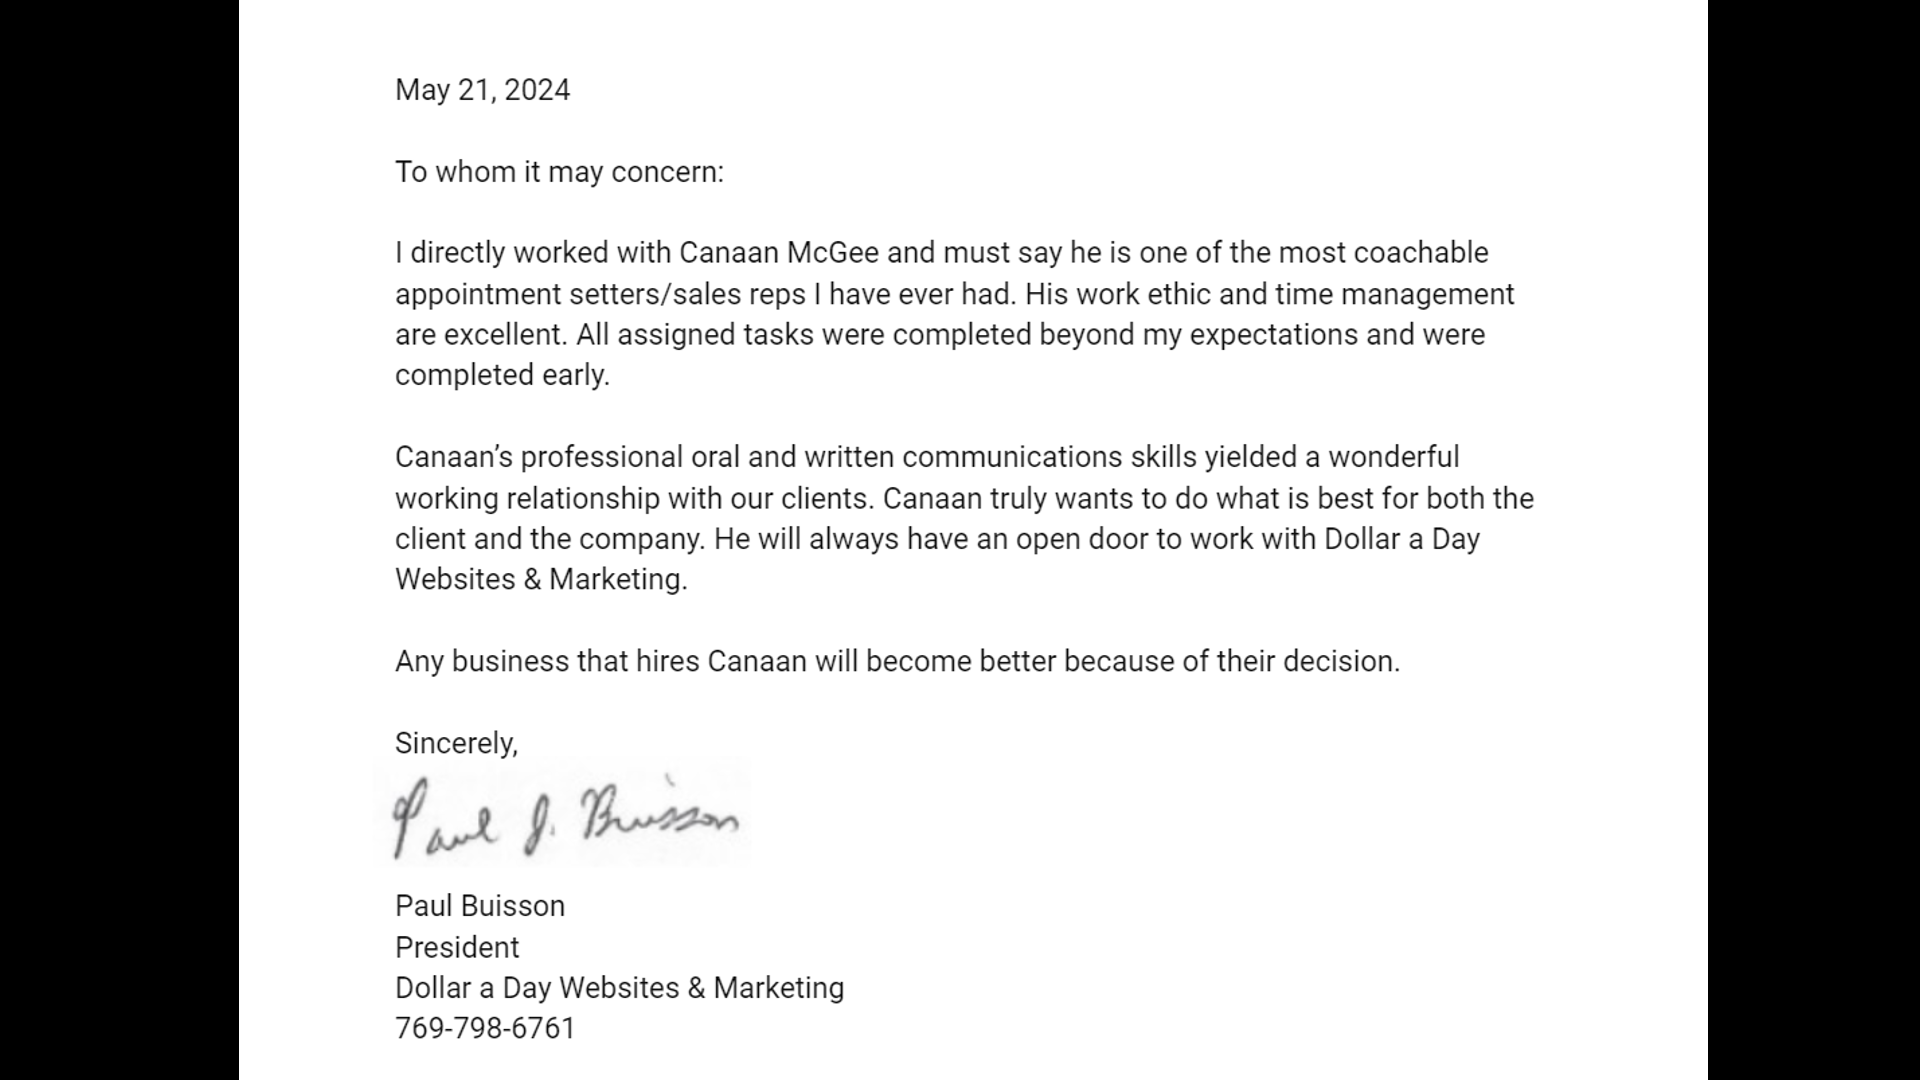 May 21, 2024
To whom it may concern:
I directly worked with Canaan McGee and must say he is one of the most coachable
appointment setters/sales reps I have ever had. His work ethic and time management
are excellent. All assigned tasks were completed beyond my expectations and were
completed early.
Canaan’s professional oral and written communications skills yielded a wonderful
working relationship with our clients. Canaan truly wants to do what is best for both the
client and the company. He will always have an open door to work with Dollar a Day
Websites & Marketing.
Any business that hires Canaan will become better because of their decision.
Sincerely,
Paul J. Buisson
Paul Buisson
President
Dollar a Day Websites & Marketing
769-798-6761